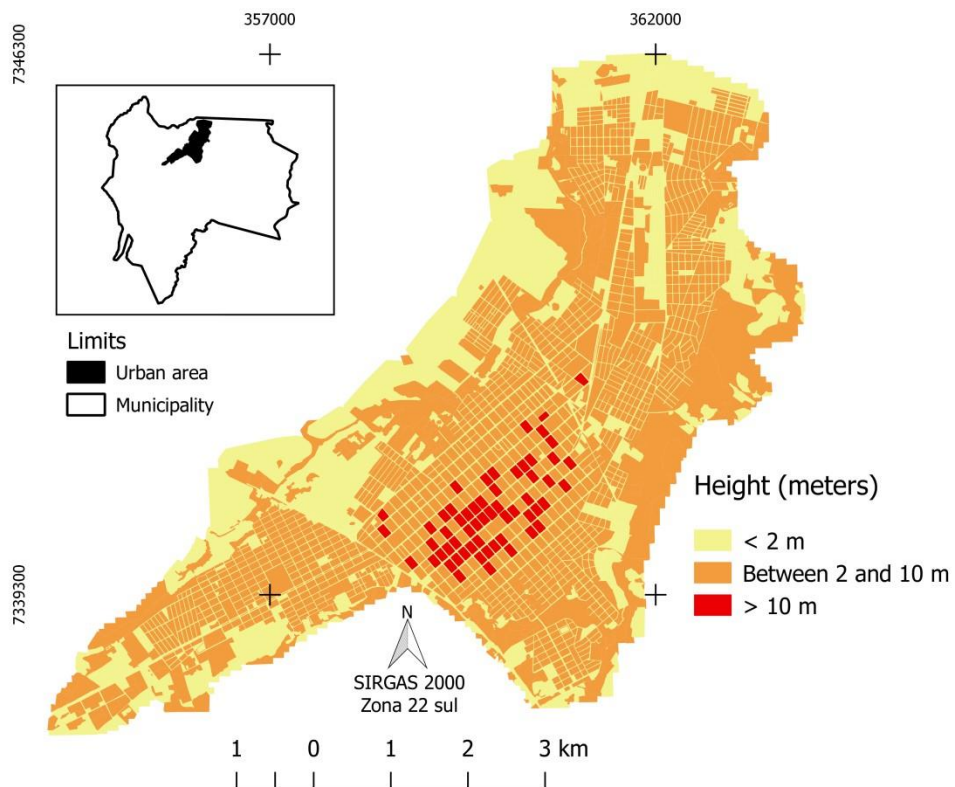 357000
362000
7346300
Limits
Urban area
Municipality
Height (meters)
< 2 m
Between 2 and 10 m
> 10 m
7339300
N
SIRGAS 2000
Zona 22 sul
1 0 1 2 3 km